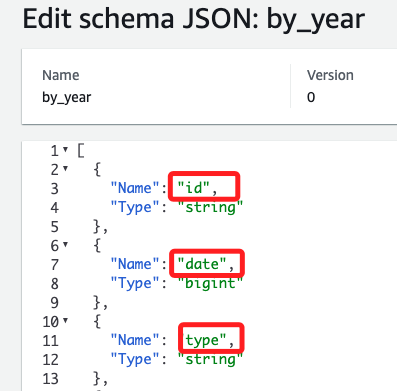 Edit schema JSON: by_year
Name
Version
by_year
0
1 [
2 {
3 "Name": "id",
4 "Type": "string"
5 },
6 {
7 "Name": "date",
8 "Type": "bigint"
9 },
10 {
11 "Name": type",
12 "Type": "string"
13 },